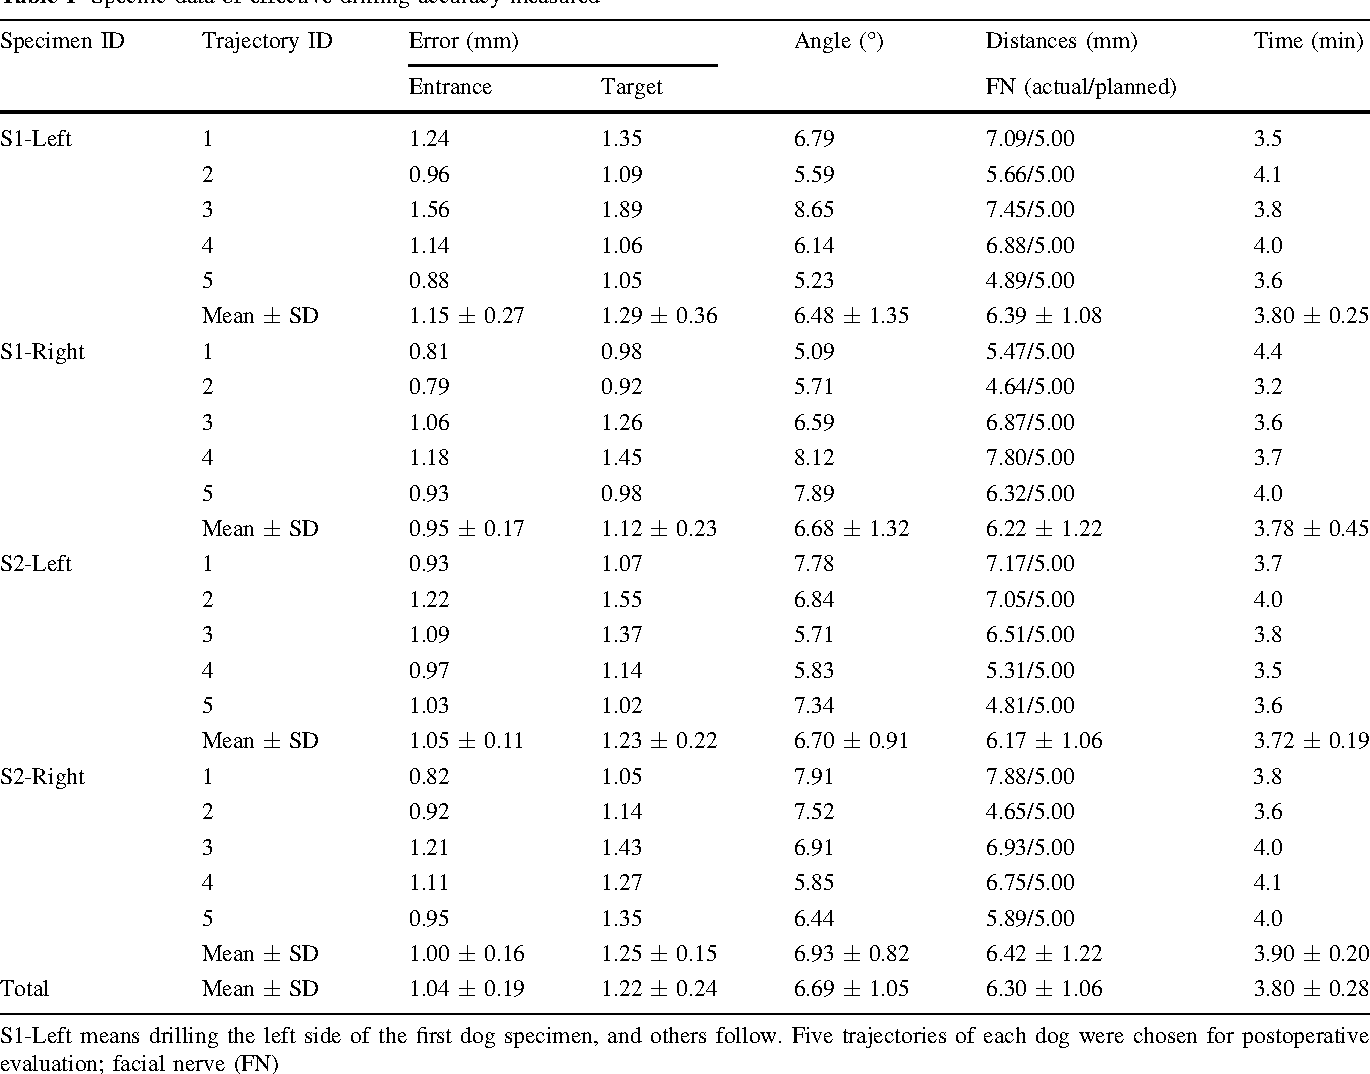 Table 1 Specific data of effective drilling accuracy measured
Specimen ID Trajectory ID Error (mm) Angle (°) Distances (mm) Time (min)
Entrance Target FN (actual/planned)
S1-Left 1 1.24 1.35 6.79 7.09/5.00 3.5
2 0.96 1.09 5.59 5.66/5.00 4.1
3 1.56 1.89 8.65 7.45/5.00 3.8
4 1.14 1.06 6.14 6.88/5.00 4.0
5 0.88 1.05 5.23 4.89/5.00 3.6
Mean ± SD 1.15 ± 0.27 1.29 ± 0.36 6.48 ± 1.35 6.39 ± 1.08 3.80 ± 0.25
S1-Right 1 0.81 0.98 5.09 5.47/5.00 4.4
2 0.79 0.92 5.71 4.64/5.00 3.2
3 1.06 1.26 6.59 6.87/5.00 3.6
4 1.18 1.45 8.12 7.80/5.00 3.7
5 0.93 0.98 7.89 6.32/5.00 4.0
Mean ± SD 0.95 ± 0.17 1.12 ± 0.23 6.68 ± 1.32 6.22 ± 1.22 3.78 ± 0.45
S2-Left 1 0.93 1.07 7.78 7.17/5.00 3.7
2 1.22 1.55 6.84 7.05/5.00 4.0
3 1.09 1.37 5.71 6.51/5.00 3.8
4 0.97 1.14 5.83 5.31/5.00 3.5
5 1.03 1.02 7.34 4.81/5.00 3.6
Mean ± SD 1.05 ± 0.11 1.23 ± 0.22 6.70 ± 0.91 6.17 ± 1.06 3.72 ± 0.19
S2-Right 1 0.82 1.05 7.91 7.88/5.00 3.8
2 0.92 1.14 7.52 4.65/5.00 3.6
3 1.21 1.43 6.91 6.93/5.00 4.0
4 1.11 1.27 5.85 6.75/5.00 4.1
5 0.95 1.35 6.44 5.89/5.00 4.0
Mean ± SD 1.00 ± 0.16 1.25 ± 0.15 6.93 ± 0.82 6.42 ± 1.22 3.90 ± 0.20
Total Mean ± SD 1.04 ± 0.19 1.22 ± 0.24 6.69 ± 1.05 6.30 ± 1.06 3.80 ± 0.28
S1-Left means drilling the left side of the first dog specimen, and others follow. Five trajectories of each dog were chosen for postoperative
evaluation; facial nerve (FN)